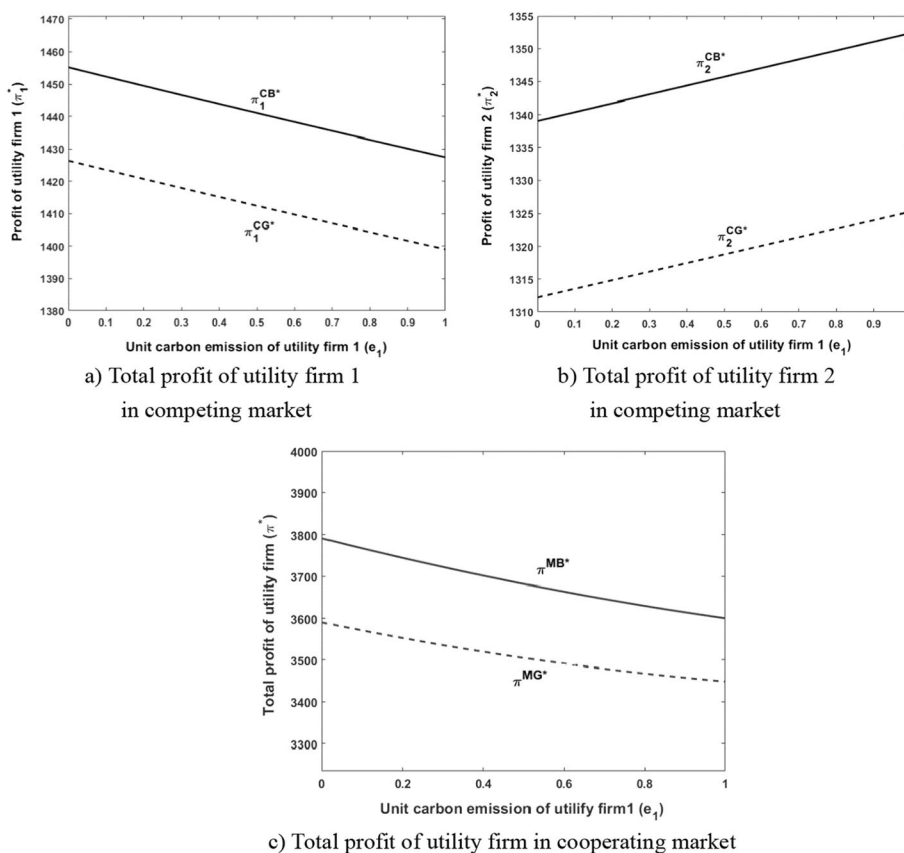 1470
1460
1450
1440
1430
1420
1410
1400
1390
1380
Profit of utility firm 1 (π*1)
π1CB*
π1CG*
0 0.1 0.2 0.3 0.4 0.5 0.6 0.7 0.8 0.9 1
Unit carbon emission of utility firm 1 (e1)
a) Total profit of utility firm 1
in competing market
1355
1350
1345
1340
1335
1330
1325
1320
1315
1310
Profit of utility firm 2 (π*2)
π2CB*
π2CG*
0 0.1 0.2 0.3 0.4 0.5 0.6 0.7 0.8 0.9
Unit carbon emission of utility firm 1 (e1)
b) Total profit of utility firm 2
in competing market
4000
3900
3800
3700
3600
3500
3400
3300
Total profit of utility firm (π*)
πMB*
πMG*
0 0.2 0.4 0.6 0.8 1
Unit carbon emission of utilify firm1 (e1)
c) Total profit of utility firm in cooperating market